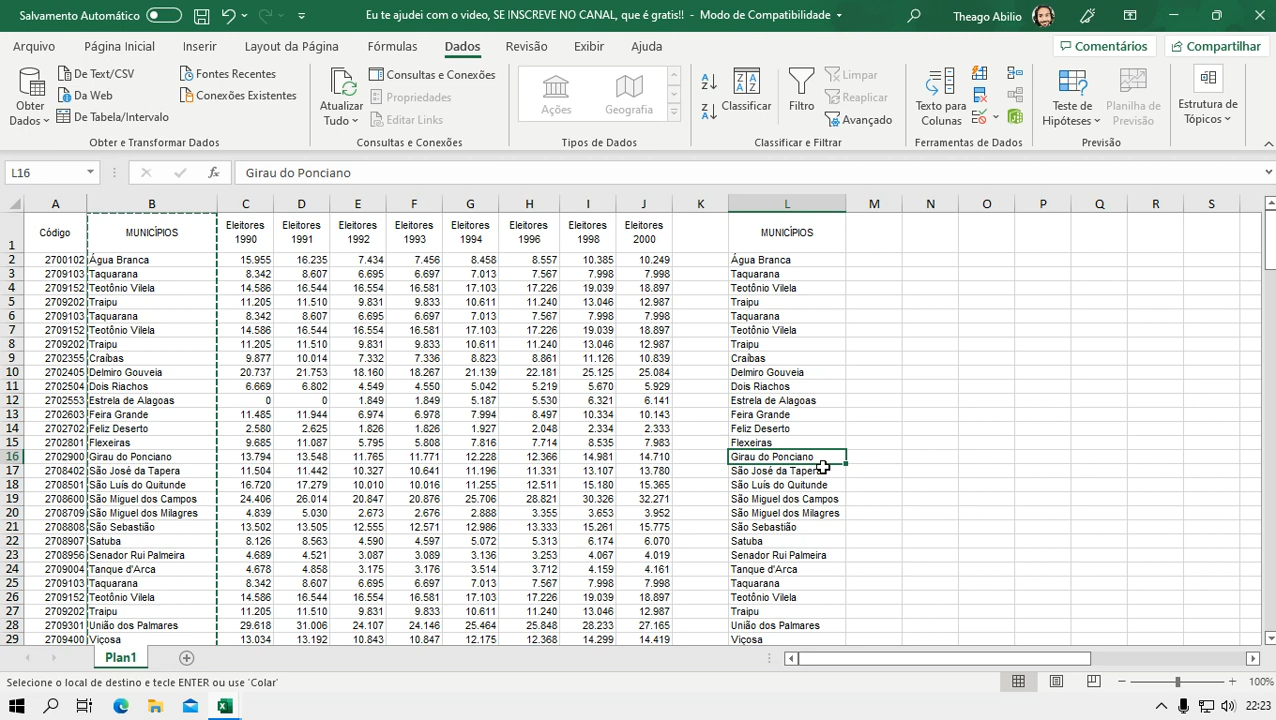 Salvamento Automático
Eu te ajudei com o video, SE INSCREVE NO CANAL, que é gratis!! - Modo de Compatibilidade
Theago Abilio
Arquivo Página Inicial Inserir Layout da Página Fórmulas Dados Revisão Exibir Ajuda Comentários Compartilhar
Obter Dados
De Text/CSV
Da Web
De Tabela/Intervalo
Fontes Recentes
Conexões Existentes
Obter e Transformar Dados
Atualizar Tudo
Consultas e Conexões
Propriedades
Editar Links
Consultas e Conexões
Ações Geografia
Tipos de Dados
Classificar
Filtro
Limpar
Reaplicar
Avançado
Classificar e Filtrar
Texto para Colunas
Ferramentas de Dados
Teste de Hipóteses
Planilha de Previsão
Previsão
Estrutura de Tópicos
L16 fx Girau do Ponciano
A B C D E F G H I J K L M N O P Q R S
1 Código MUNICÍPIOS Eleitores 1990 Eleitores 1991 Eleitores 1992 Eleitores 1993 Eleitores 1994 Eleitores 1996 Eleitores 1998 Eleitores 2000 MUNICÍPIOS
2 2700102 Água Branca 15.955 16.235 7.434 7.456 8.458 8.557 10.385 10.249 Água Branca
3 2709103 Taquarana 8.342 8.607 6.695 6.697 7.013 7.567 7.998 7.998 Taquarana
4 2709152 Teotônio Vilela 14.586 16.544 16.554 16.581 17.103 17.226 19.039 18.897 Teotônio Vilela
5 2709202 Traipu 11.205 11.510 9.831 9.833 10.611 11.240 13.046 12.987 Traipu
6 2709103 Taquarana 8.342 8.607 6.695 6.697 7.013 7.567 7.998 7.998 Taquarana
7 2709152 Teotônio Vilela 14.586 16.544 16.554 16.581 17.103 17.226 19.039 18.897 Teotônio Vilela
8 2709202 Traipu 11.205 11.510 9.831 9.833 10.611 11.240 13.046 12.987 Traipu
9 2702355 Craíbas 9.877 10.014 7.332 7.336 8.823 8.861 11.126 10.839 Craíbas
10 2702405 Delmiro Gouveia 20.737 21.753 18.160 18.267 21.139 22.181 25.125 25.084 Delmiro Gouveia
11 2702504 Dois Riachos 6.669 6.802 4.549 4.550 5.042 5.219 5.670 5.929 Dois Riachos
12 2702553 Estrela de Alagoas 0 0 1.849 1.849 5.187 5.530 6.321 6.071 Estrela de Alagoas
13 2702603 Feira Grande 11.485 11.944 6.974 6.978 7.994 8.497 10.334 10.143 Feira Grande
14 2702702 Feliz Deserto 2.580 2.625 1.826 1.826 1.927 2.048 2.334 2.333 Feliz Deserto
15 2702801 Flexeiras 9.685 11.087 5.795 5.808 7.816 7.714 8.535 7.983 Flexeiras
16 2702900 Girau do Ponciano 13.794 13.548 11.765 11.771 12.228 12.366 14.981 14.710 Girau do Ponciano
17 2708402 São José da Tapera 11.504 11.442 10.327 10.641 11.196 11.331 13.107 13.780 São José da Tapera
18 2708501 São Luís do Quitunde 16.720 17.279 10.010 10.016 11.255 12.511 15.180 15.365 São Luís do Quitunde
19 2708600 São Miguel dos Campos 24.406 26.014 20.847 20.876 25.706 28.821 30.326 32.271 São Miguel dos Campos
20 2708709 São Miguel dos Milagres 4.839 5.030 2.673 2.676 2.888 3.355 3.653 3.952 São Miguel dos Milagres
21 2708808 São Sebastião 13.502 13.505 12.555 12.571 12.986 13.333 15.261 15.775 São Sebastião
22 2708907 Satuba 8.126 8.563 4.590 4.597 5.072 5.313 6.174 6.070 Satuba
23 2708956 Senador Rui Palmeira 4.689 4.521 3.087 3.089 3.136 3.253 4.067 4.019 Senador Rui Palmeira
24 2709004 Tanque d'Arca 4.678 4.858 3.175 3.176 3.514 3.712 4.159 4.161 Tanque d'Arca
25 2709103 Taquarana 8.342 8.607 6.695 6.697 7.013 7.567 7.998 7.998 Taquarana
26 2709152 Teotônio Vilela 14.586 16.544 16.554 16.581 17.103 17.226 19.039 18.897 Teotônio Vilela
27 2709202 Traipu 11.205 11.510 9.831 9.833 10.611 11.240 13.046 12.987 Traipu
28 2709301 União dos Palmares 29.618 31.006 24.107 24.146 25.464 25.848 28.233 27.165 União dos Palmares
29 2709400 Viçosa 13.034 13.192 10.843 10.847 12.175 12.368 14.299 14.419 Viçosa
Plan1
Selecione o local de destino e tecle ENTER ou use 'Colar'
100%
22:23